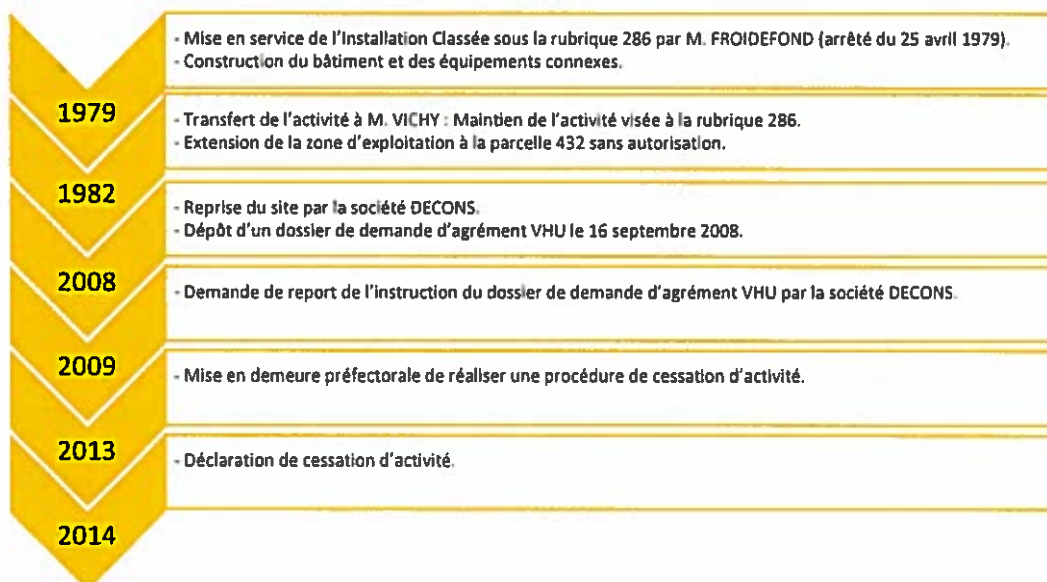 - Mise en service de l'Installation Classée sous la rubrique 286 par M. FROIDEFOND (arrêté du 25 avril 1979).
- Construction du bâtiment et des équipements connexes.
1979
- Transfert de l'activité à M. VICHY : Maintien de l'activité visée à la rubrique 286.
- Extension de la zone d'exploitation à la parcelle 432 sans autorisation.
1982
- Reprise du site par la société DECONS.
- Dépôt d'un dossier de demande d'agrément VHU le 16 septembre 2008.
2008
- Demande de report de l'instruction du dossier de demande d'agrément VHU par la société DECONS.
2009
- Mise en demeure préfectorale de réaliser une procédure de cessation d'activité.
2013
- Déclaration de cessation d'activité.
2014